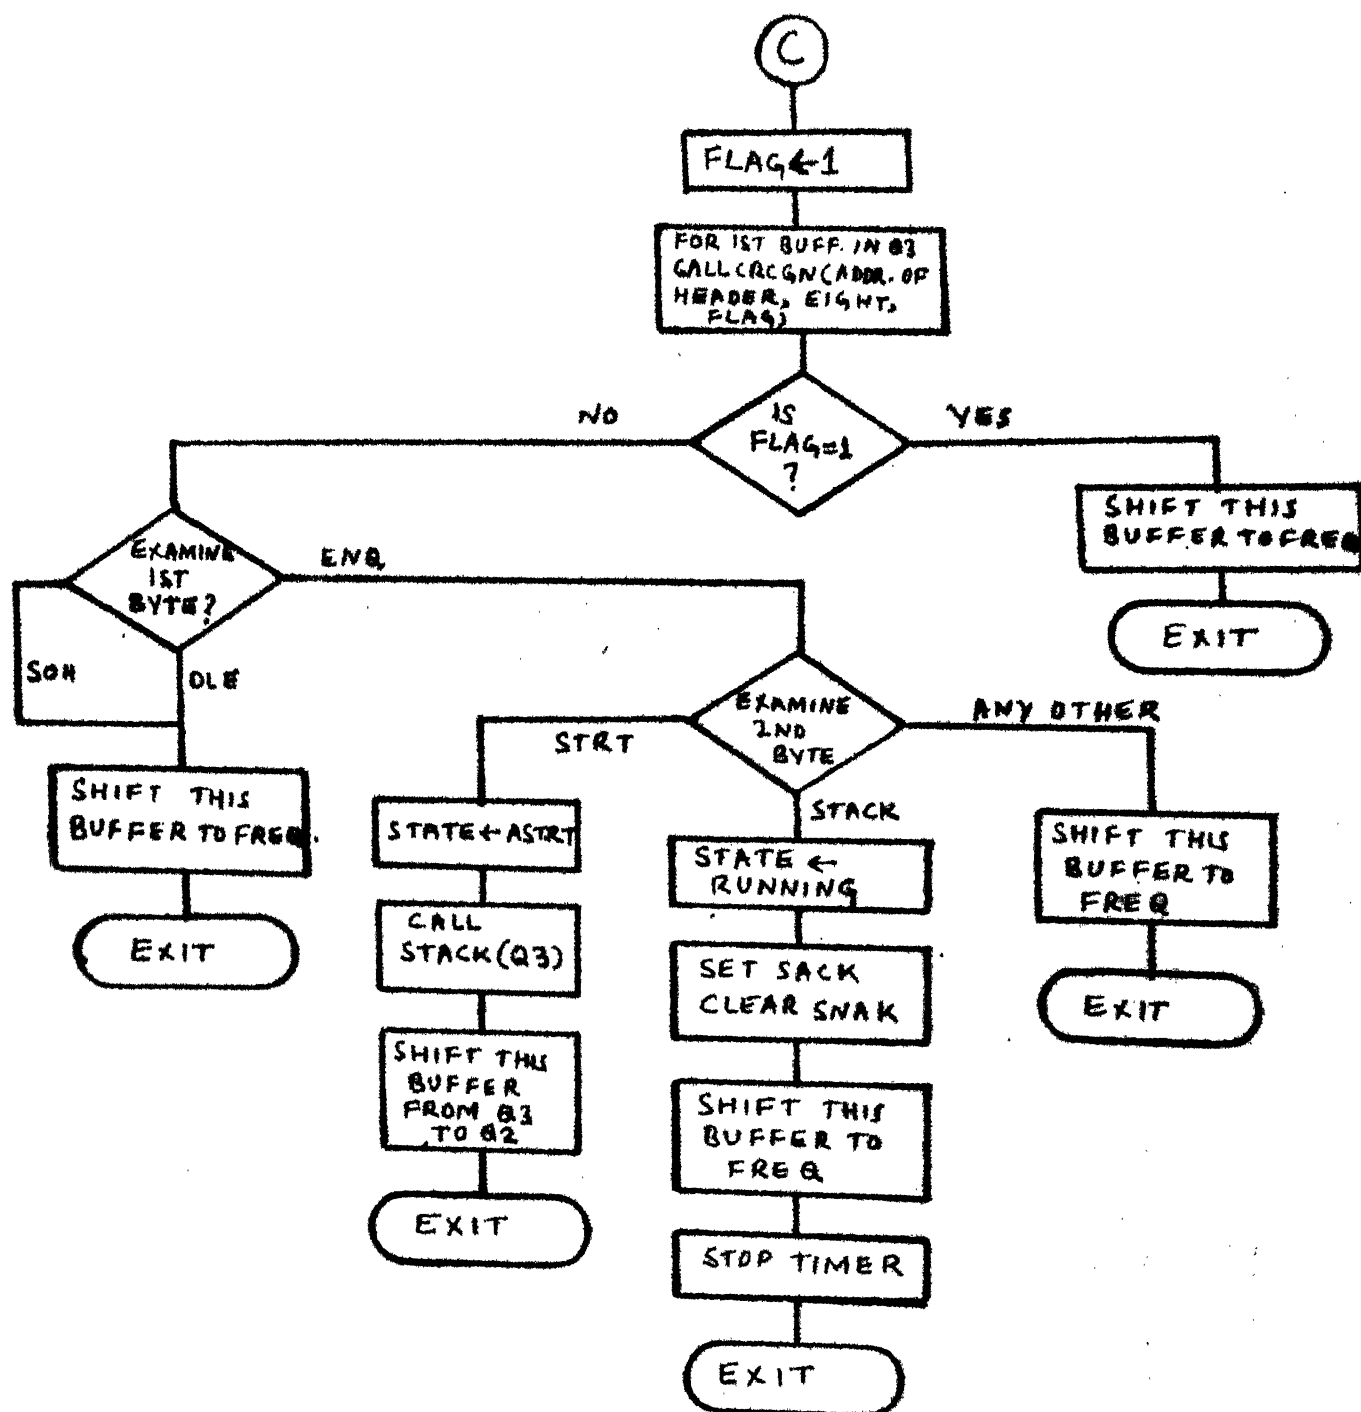 C
FLAG←1
FOR 1ST BUFF. IN Q3
CALL CRCGN(ADDR. OF
HEADER, EIGHT,
FLAG)
IS
FLAG=1
?
NO
YES
SHIFT THIS
BUFFER TO FREQ
EXIT
EXAMINE
1ST
BYTE?
ENQ
SOH
DLE
SHIFT THIS
BUFFER TO FREQ.
EXIT
EXAMINE
2ND
BYTE
STRT
ANY OTHER
STACK
STATE←ASTRT
CALL
STACK(Q3)
SHIFT THIS
BUFFER
FROM Q3
TO Q2
EXIT
STATE←
RUNNING
SET SACK
CLEAR SNAK
SHIFT THIS
BUFFER TO
FREQ
STOP TIMER
EXIT
SHIFT THIS
BUFFER TO
FREQ
EXIT